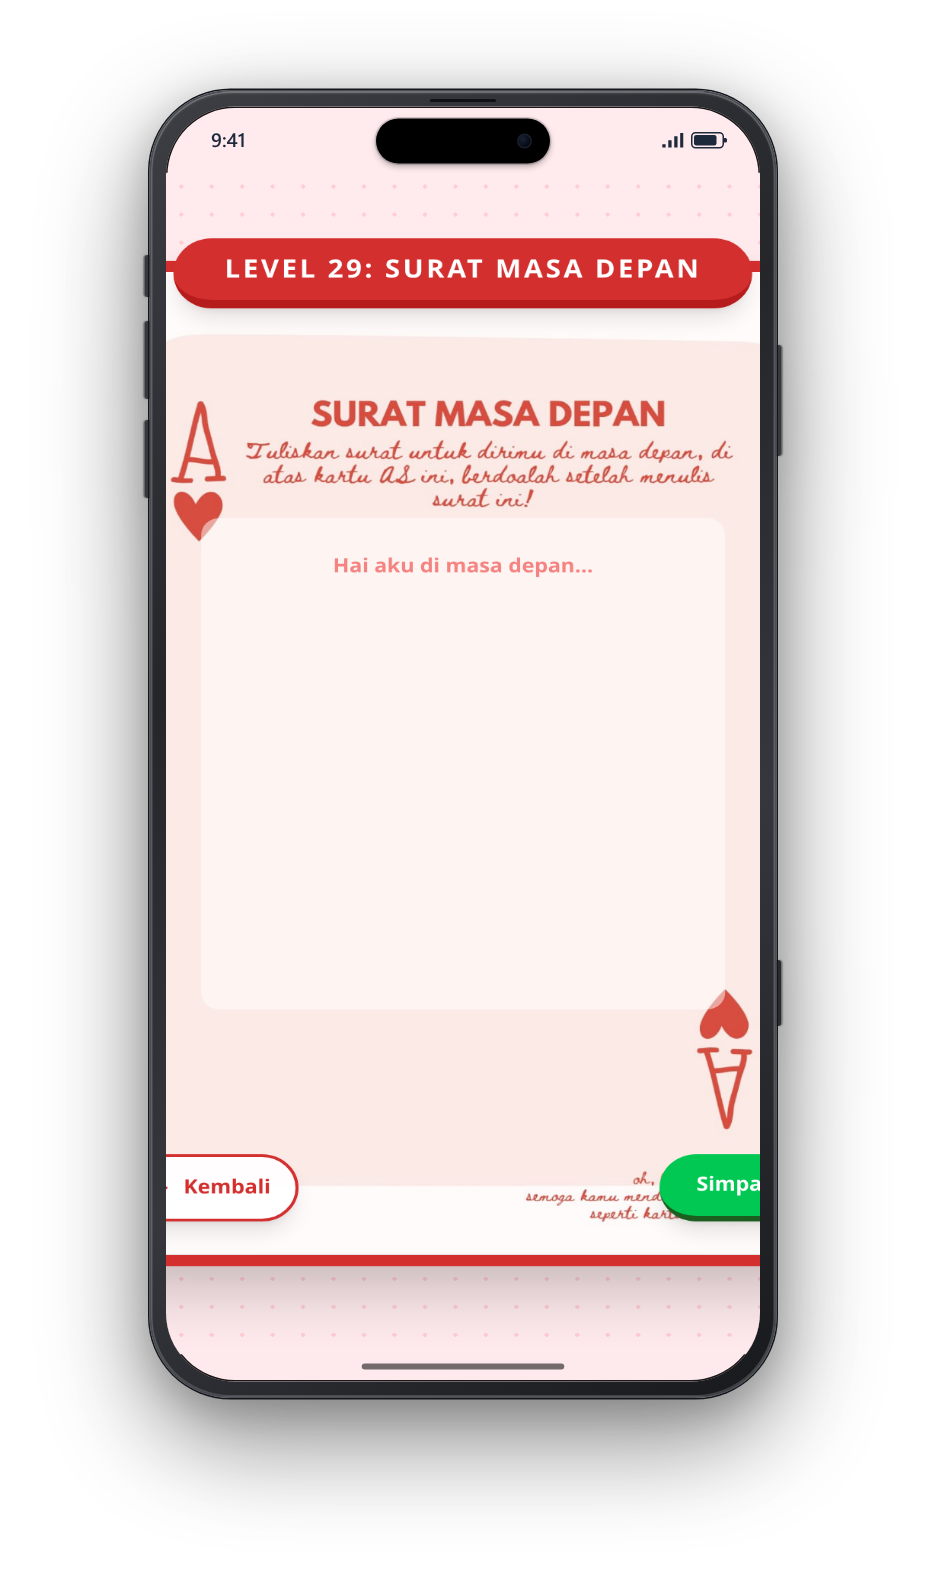 9:41
LEVEL 29: SURAT MASA DEPAN
A
SURAT MASA DEPAN
Tuliskan surat untuk dirimu di masa depan, di
atas kartu AS ini, berdoalah setelah menulis
surat ini!
Hai aku di masa depan...
A
Kembali
oh,
semoga kamu mend
seperti kart
Simpa